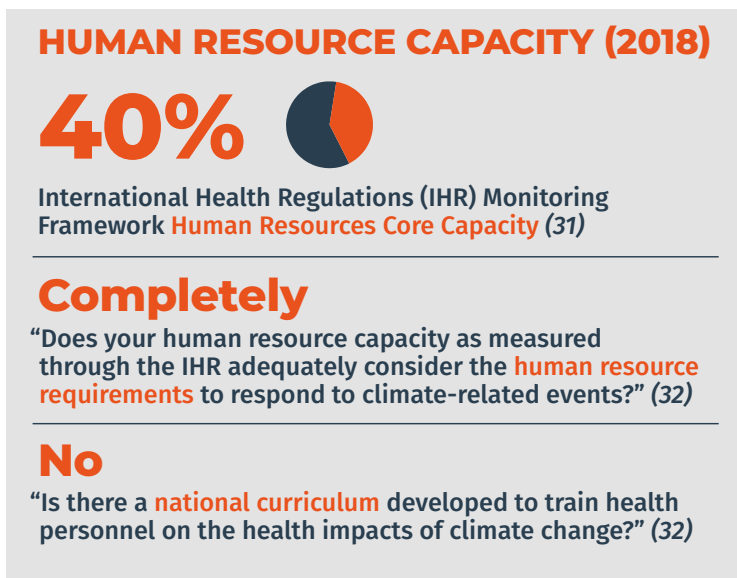 HUMAN RESOURCE CAPACITY (2018)
40%
International Health Regulations (IHR) Monitoring
Framework Human Resources Core Capacity (31)
Completely
“Does your human resource capacity as measured
through the IHR adequately consider the human resource
requirements to respond to climate-related events?” (32)
No
“Is there a national curriculum developed to train health
personnel on the health impacts of climate change?” (32)